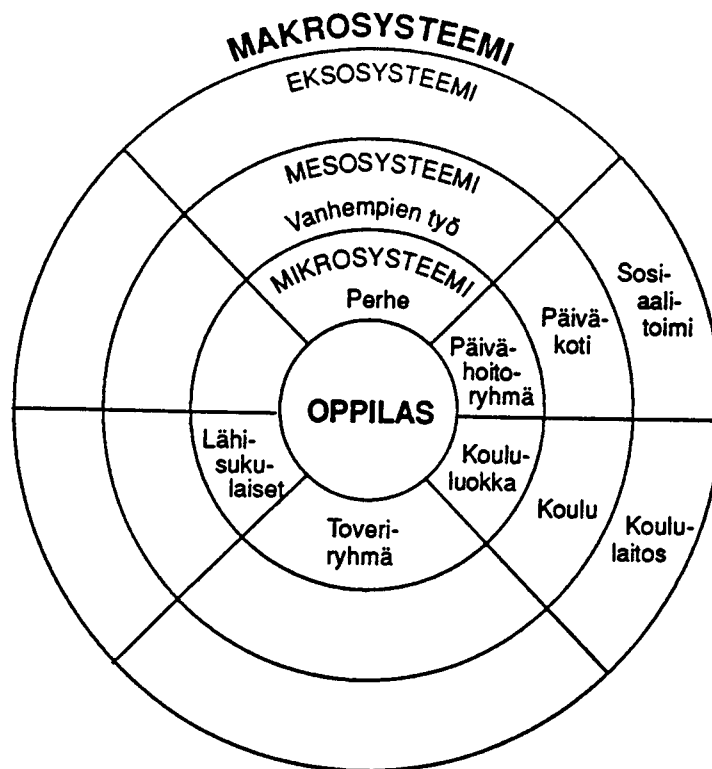 MAKROSYSTEEMI
EKSOSYSTEEMI
MESOSYSTEEMI
Vanhempien työ
MIKROSYSTEEMI
Perhe
Sosi-
aali-
toimi
Päivä-
koti
Päivä-
hoito-
ryhmä
OPPILAS
Lähi-
suku-
laiset
Koulu-
luokka
Koulu
Koulu-
laitos
Toveri-
ryhmä